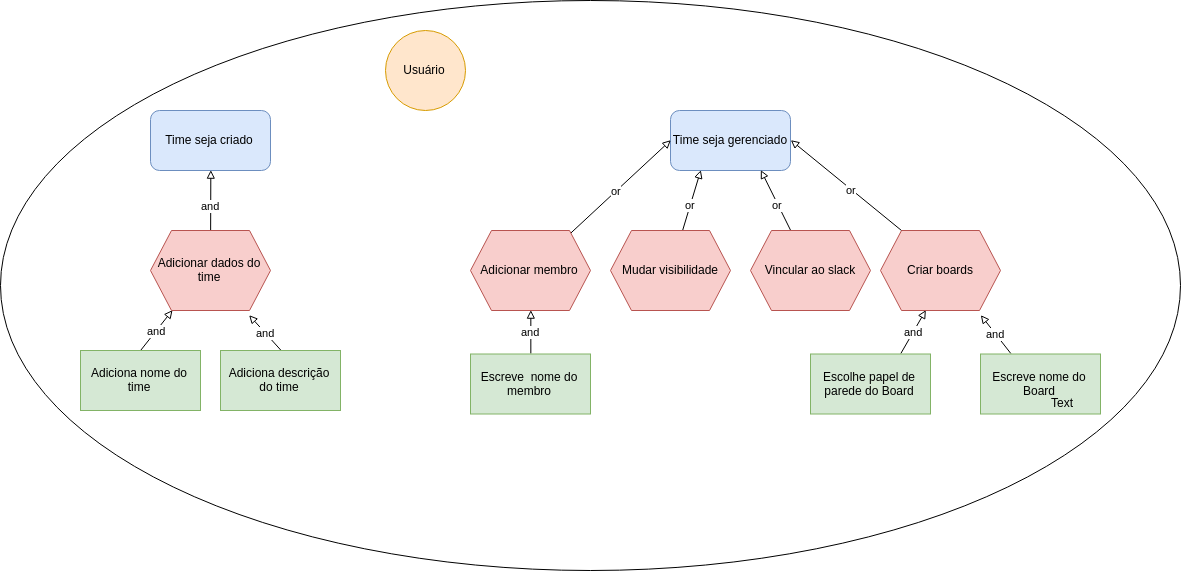 Usuário
Time seja criado
Time seja gerenciado
or
or
or
or
and
Adicionar dados do
time
Adicionar membro
Mudar visibilidade
Vincular ao slack
Criar boards
and
and
and
and
and
Adiciona nome do
time
Adiciona descrição
do time
Escreve  nome do
membro
Escolhe papel de
parede do Board
Escreve nome do
Board
Text